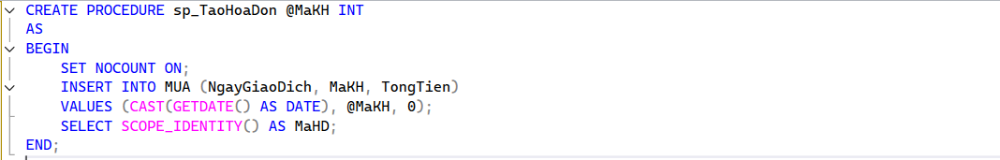 CREATE PROCEDURE sp_TaoHoaDon @MaKH INT
AS
BEGIN
    SET NOCOUNT ON;
    INSERT INTO MUA (NgayGiaoDich, MaKH, TongTien)
    VALUES (CAST(GETDATE() AS DATE), @MaKH, 0);
    SELECT SCOPE_IDENTITY() AS MaHD;
END;